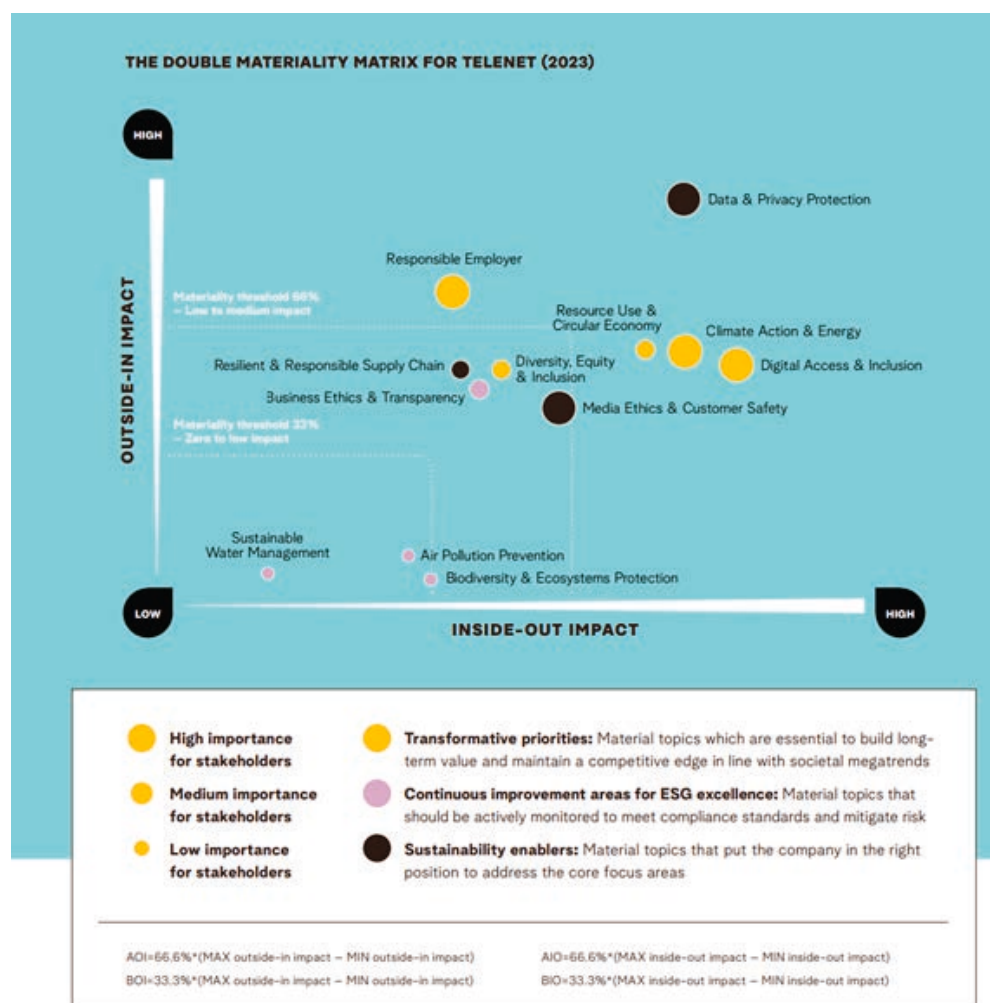 THE DOUBLE MATERIALITY MATRIX FOR TELENET (2023)
HIGH
Data & Privacy Protection
Responsible Employer
OUTSIDE-IN IMPACT
Materiality threshold 66%
– Low to medium impact
Resource Use &
Circular Economy
Climate Action & Energy
Resilient & Responsible Supply Chain
Diversity, Equity
& Inclusion
Digital Access & Inclusion
Business Ethics & Transparency
Media Ethics & Customer Safety
Materiality threshold 33%
– Zero to low impact
Sustainable
Water Management
Air Pollution Prevention
Biodiversity & Ecosystems Protection
LOW
HIGH
INSIDE-OUT IMPACT
High importance
for stakeholders
Medium importance
for stakeholders
Low importance
for stakeholders
Transformative priorities: Material topics which are essential to build long-
term value and maintain a competitive edge in line with societal megatrends
Continuous improvement areas for ESG excellence: Material topics that
should be actively monitored to meet compliance standards and mitigate risk
Sustainability enablers: Material topics that put the company in the right
position to address the core focus areas
AOI=66.6%*(MAX outside-in impact – MIN outside-in impact)
BOI=33.3%*(MAX outside-in impact – MIN outside-in impact)
AIO=66.6%*(MAX inside-out impact – MIN inside-out impact)
BIO=33.3%*(MAX inside-out impact – MIN inside-out impact)